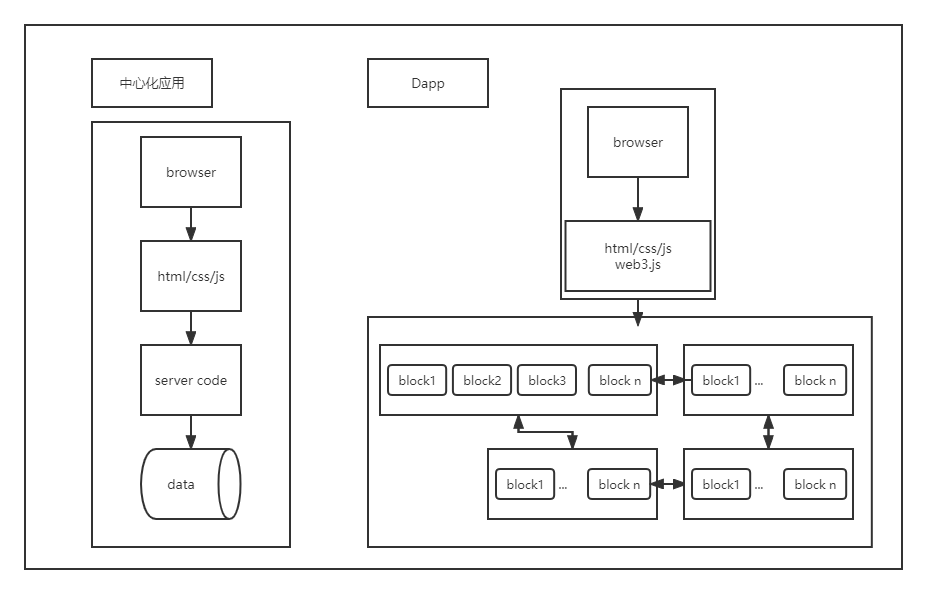 中心化应用
Dapp
browser
html/css/js
server code
data
browser
html/css/js
web3.js
block1
block2
block3
block n
block1
...
block n
block1
...
block n
block1
...
block n